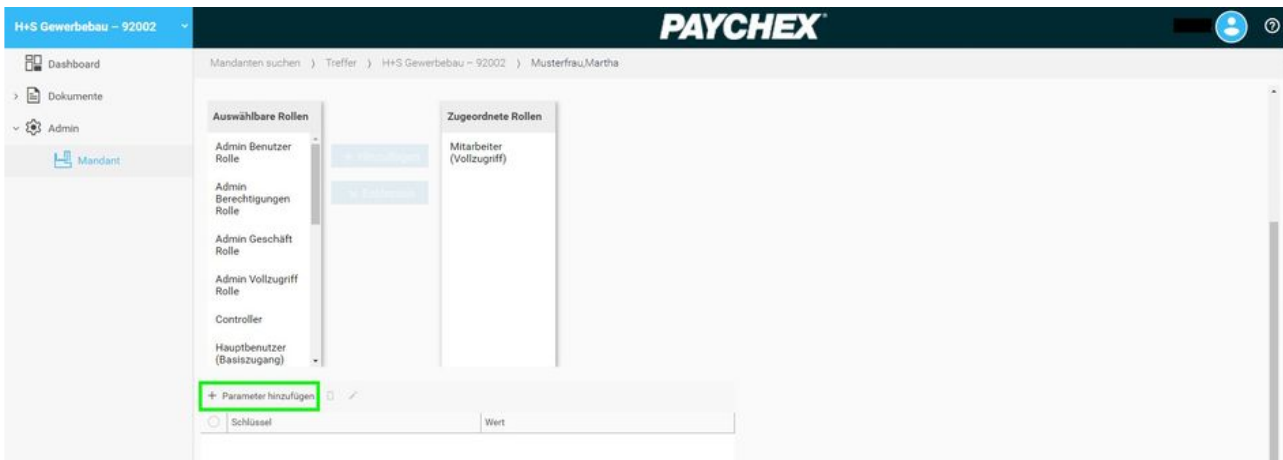 H+S Gewerbebau – 92002
PAYCHEX
Dashboard
Dokumente
Admin
Mandant
Mandanten suchen ) Treffer ) H+S Gewerbebau – 92002 ) Musterfrau,Martha
Auswählbare Rollen
Admin Benutzer
Rolle
Admin
Berechtigungen
Rolle
Admin Geschäft
Rolle
Admin Vollzugriff
Rolle
Controller
Hauptbenutzer
(Basiszugang)
+ Hinzufügen
Zugeordnete Rollen
Mitarbeiter
(Vollzugriff)
+ Parameter hinzufügen
Schlüssel
Wert